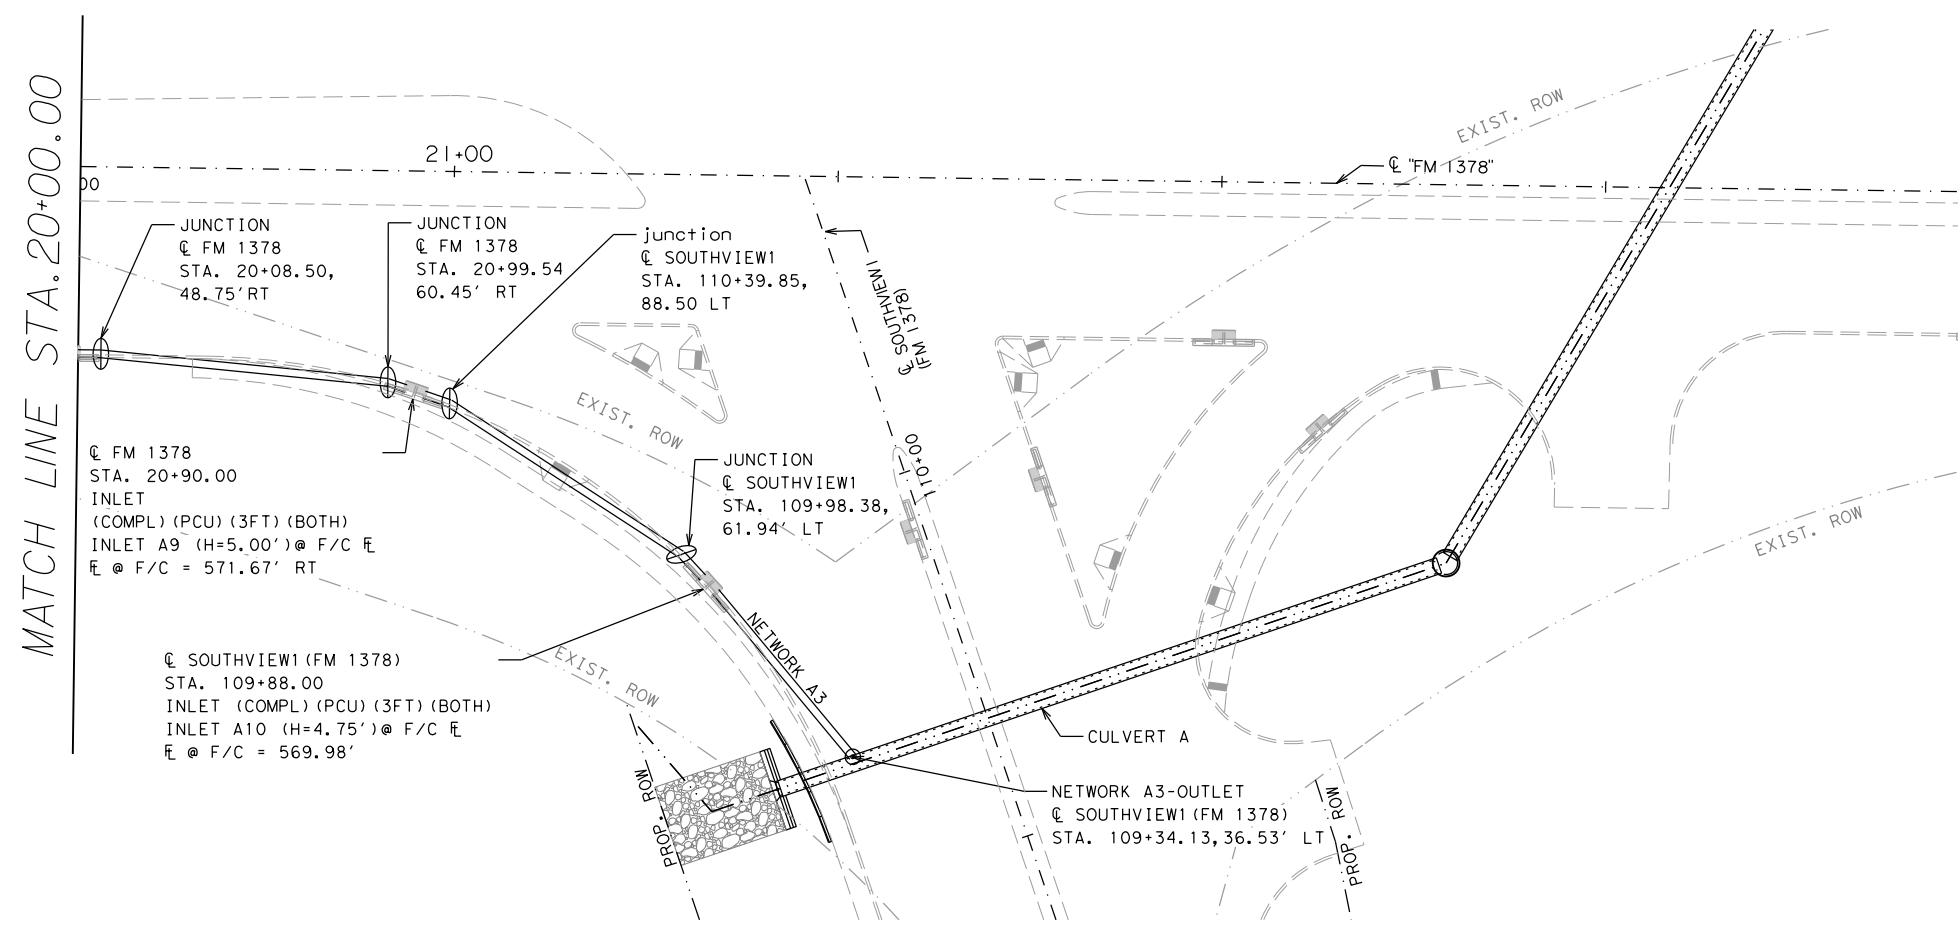 MATCH LINE STA.20+00.00
00
21+00
℄ "FM 1378"
EXIST. ROW
JUNCTION
℄ FM 1378
STA. 20+08.50,
48.75'RT
JUNCTION
℄ FM 1378
STA. 20+99.54
60.45' RT
junction
℄ SOUTHVIEW1
STA. 110+39.85,
88.50 LT
℄ SOUTHVIEW1
(FM 1378)
EXIST. ROW
110+00
JUNCTION
℄ SOUTHVIEW1
STA. 109+98.38,
61.94' LT
℄ FM 1378
STA. 20+90.00
INLET
(COMPL)(PCU)(3FT)(BOTH)
INLET A9 (H=5.00')@ F/C FL
FL @ F/C = 571.67' RT
EXIST. ROW
NETWORK A3
EXIST. ROW
℄ SOUTHVIEW1(FM 1378)
STA. 109+88.00
INLET (COMPL)(PCU)(3FT)(BOTH)
INLET A10 (H=4.75')@ F/C FL
FL @ F/C = 569.98'
CULVERT A
PROP. ROW
NETWORK A3-OUTLET
℄ SOUTHVIEW1(FM 1378)
STA. 109+34.13,36.53' LT
PROP. ROW